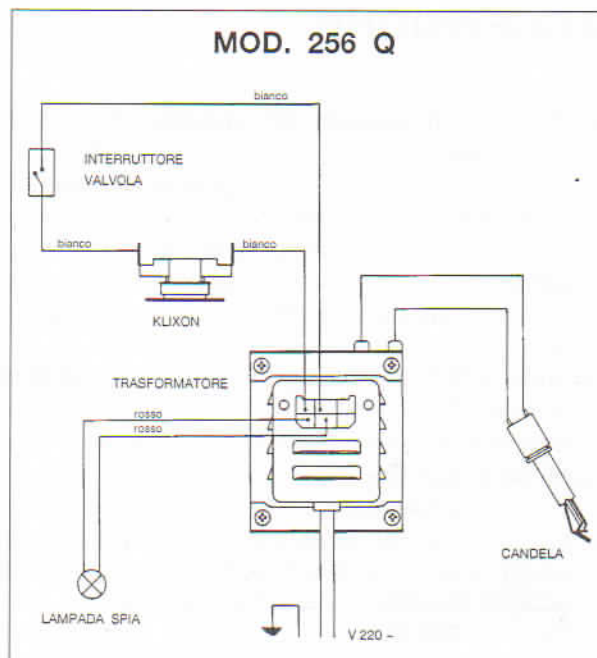 MOD. 256 Q
bianco
INTERRUTTORE
VALVOLA
bianco
bianco
KLIXON
TRASFORMATORE
rosso
rosso
CANDELA
LAMPADA SPIA
V 220 ~